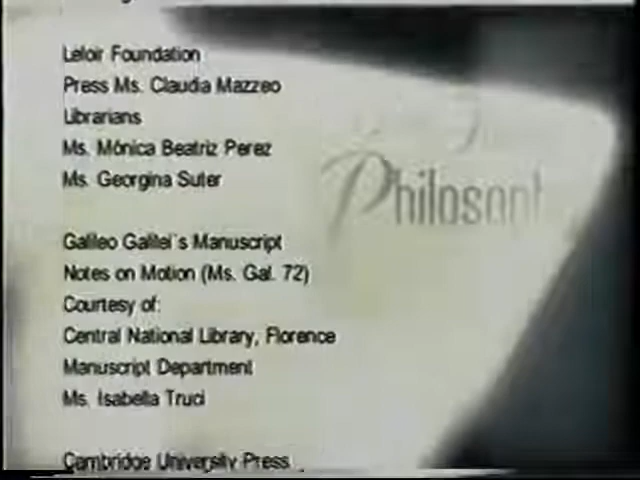 Leloir Foundation
Press Ms. Claudia Mazzeo
Librarians
Ms. Mónica Beatriz Perez
Ms. Georgina Suter
Galileo Galilei´s Manuscript
Notes on Motion (Ms. Gal. 72)
Courtesy of:
Central National Library, Florence
Manuscript Department
Ms. Isabella Truci
Cambridge University Press